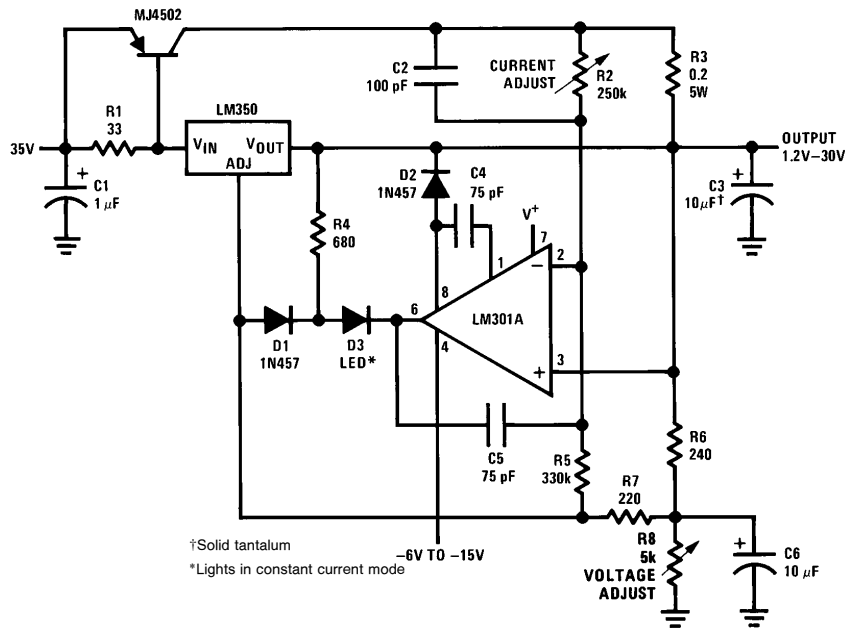 MJ4502
C2
100 pF
CURRENT
ADJUST
R2
250k
R3
0.2
5W
R1
33
LM350
35V
VIN
VOUT
ADJ
OUTPUT
1.2V–30V
C1
1 μF
D2
1N457
C4
75 pF
C3
10μF†
R4
680
V+
7
1
2
8
6
LM301A
4
3
D1
1N457
D3
LED*
C5
75 pF
R5
330k
R6
240
R7
220
†Solid tantalum
*Lights in constant current mode
–6V TO –15V
R8
5k
VOLTAGE
ADJUST
C6
10 μF
+
+
+
–
+